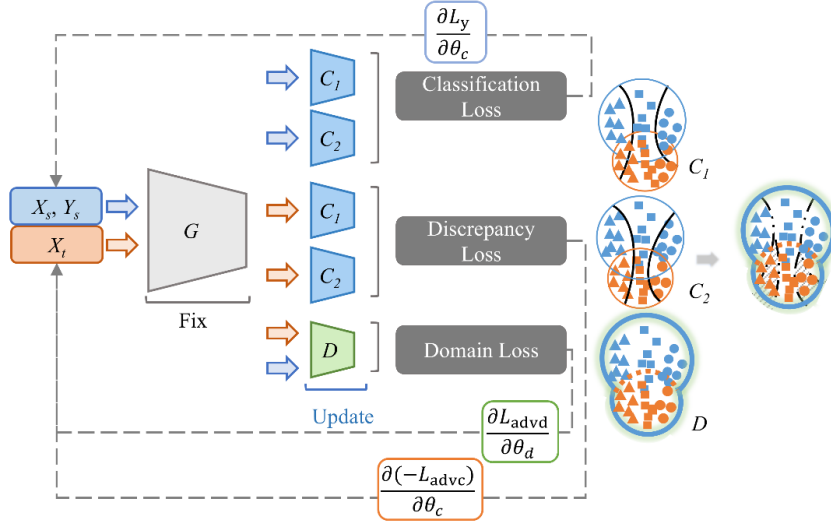 ∂L_y
∂θ_c
C_1
Classification
Loss
C_2
C_1
X_s, Y_s
G
C_1
Discrepancy
Loss
X_t
C_2
C_2
Fix
D
Domain Loss
D
Update
∂L_advd
∂θ_d
∂(−L_advc)
∂θ_c